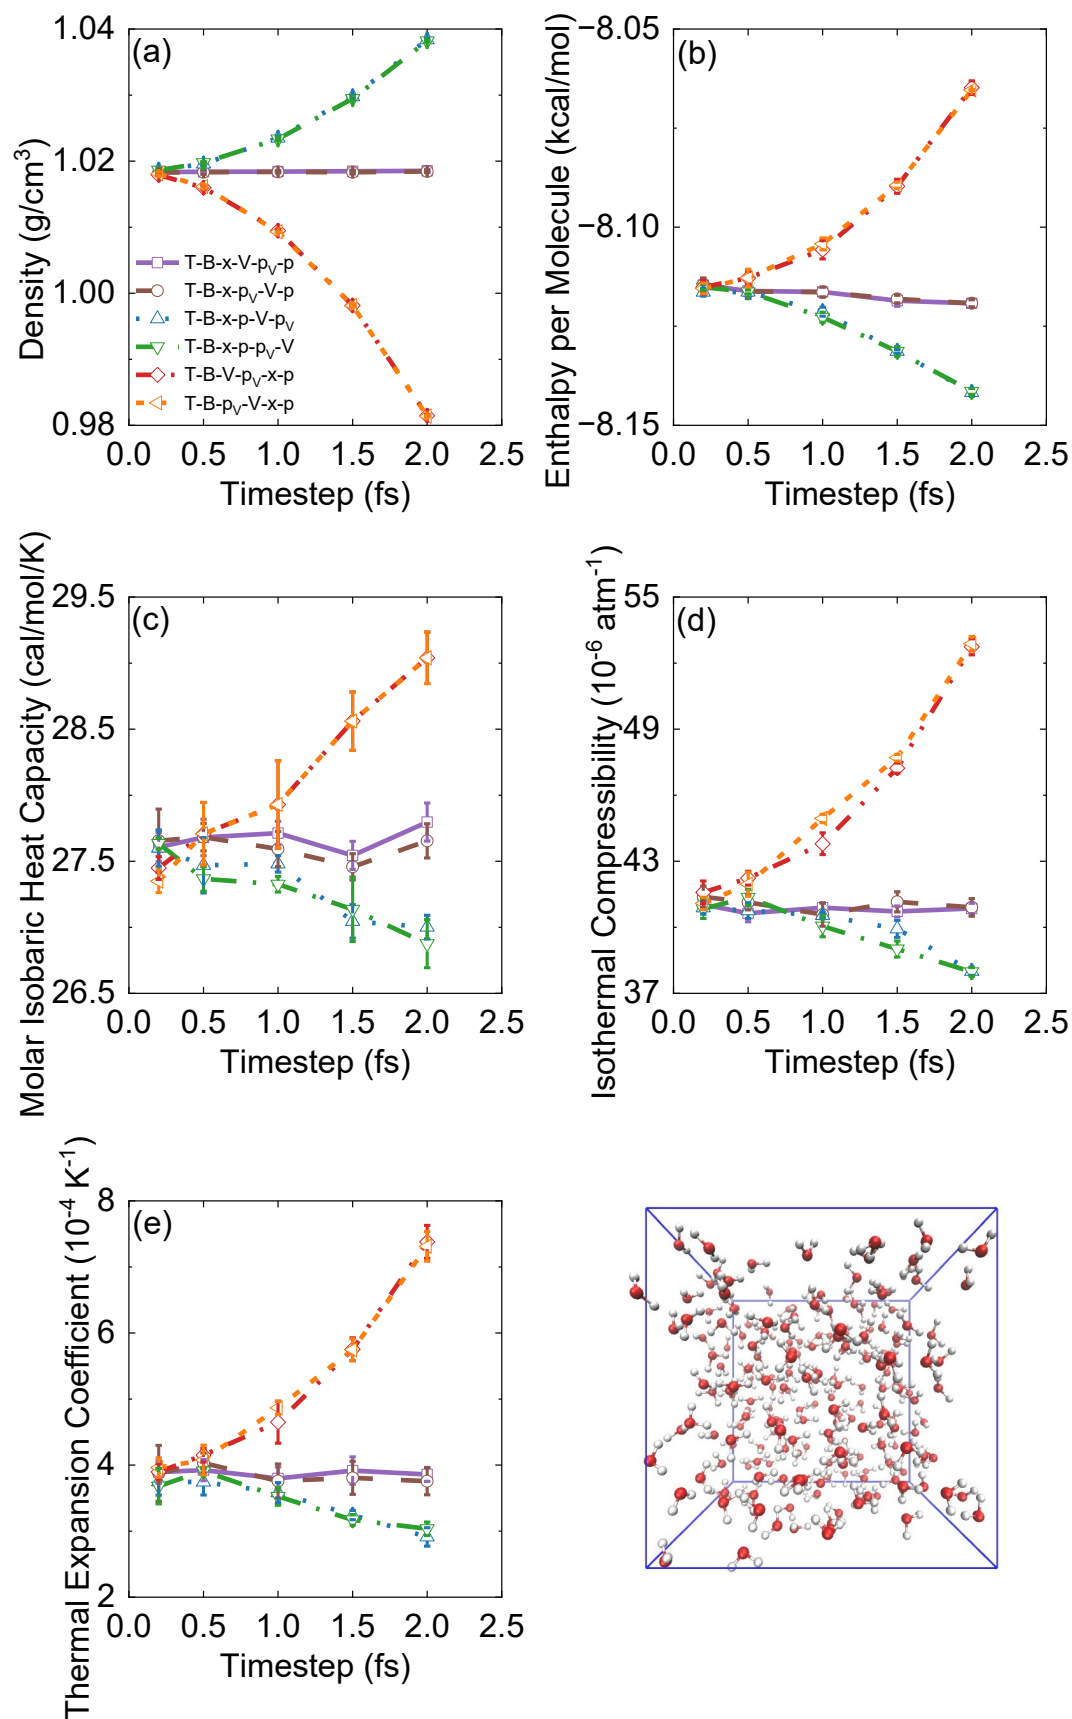 (a)
1.04
1.02
1.00
0.98
Density (g/cm³)
T-B-x-V-pᵥ-p
T-B-x-pᵥ-V-p
T-B-x-p-V-pᵥ
T-B-x-p-pᵥ-V
T-B-V-pᵥ-x-p
T-B-pᵥ-V-x-p
0.0 0.5 1.0 1.5 2.0 2.5
Timestep (fs)
(b)
−8.05
−8.10
−8.15
Enthalpy per Molecule (kcal/mol)
0.0 0.5 1.0 1.5 2.0 2.5
Timestep (fs)
(c)
29.5
28.5
27.5
26.5
Molar Isobaric Heat Capacity (cal/mol/K)
0.0 0.5 1.0 1.5 2.0 2.5
Timestep (fs)
(d)
55
49
43
37
Isothermal Compressibility (10⁻⁶ atm⁻¹)
0.0 0.5 1.0 1.5 2.0 2.5
Timestep (fs)
(e)
8
6
4
2
Thermal Expansion Coefficient (10⁻⁴ K⁻¹)
0.0 0.5 1.0 1.5 2.0 2.5
Timestep (fs)